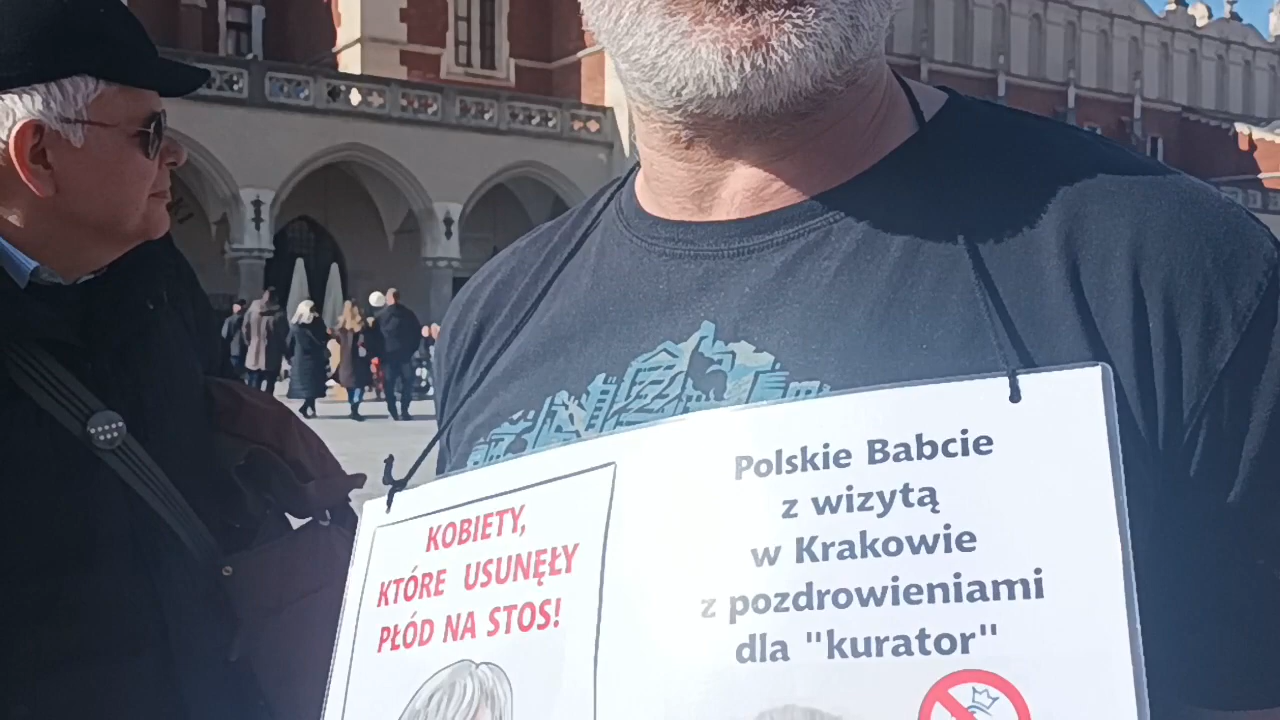 KOBIETY,
KTÓRE USUNĘŁY
PŁÓD NA STOS!
Polskie Babcie
z wizytą
w Krakowie
z pozdrowieniami
dla "kurator"